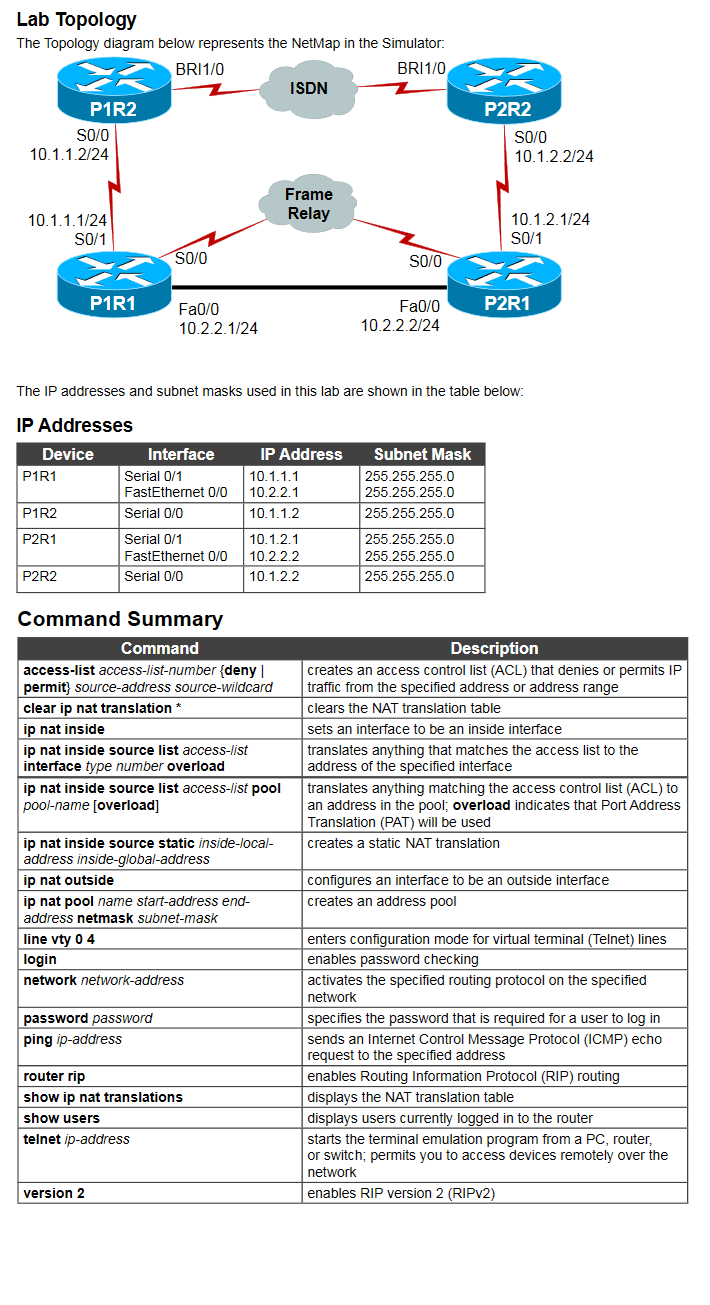 Lab Topology
The Topology diagram below represents the NetMap in the Simulator:
BRI1/0
BRI1/0
ISDN
P1R2
P2R2
S0/0
10.1.1.2/24
S0/0
10.1.2.2/24
Frame
Relay
10.1.1.1/24
S0/1
10.1.2.1/24
S0/1
S0/0
S0/0
P1R1
P2R1
Fa0/0
10.2.2.1/24
Fa0/0
10.2.2.2/24
The IP addresses and subnet masks used in this lab are shown in the table below:
IP Addresses
Device Interface IP Address Subnet Mask
P1R1 Serial 0/1 10.1.1.1 255.255.255.0
FastEthernet 0/0 10.2.2.1 255.255.255.0
P1R2 Serial 0/0 10.1.1.2 255.255.255.0
P2R1 Serial 0/1 10.1.2.1 255.255.255.0
FastEthernet 0/0 10.2.2.2 255.255.255.0
P2R2 Serial 0/0 10.1.2.2 255.255.255.0
Command Summary
Command Description
access-list access-list-number {deny | creates an access control list (ACL) that denies or permits IP
permit} source-address source-wildcard traffic from the specified address or address range
clear ip nat translation * clears the NAT translation table
ip nat inside sets an interface to be an inside interface
ip nat inside source list access-list translates anything that matches the access list to the
interface type number overload address of the specified interface
ip nat inside source list access-list pool translates anything matching the access control list (ACL) to
pool-name [overload] an address in the pool; overload indicates that Port Address
Translation (PAT) will be used
ip nat inside source static inside-local- creates a static NAT translation
address inside-global-address
ip nat outside configures an interface to be an outside interface
ip nat pool name start-address end- creates an address pool
address netmask subnet-mask
line vty 0 4 enters configuration mode for virtual terminal (Telnet) lines
login enables password checking
network network-address activates the specified routing protocol on the specified
network
password password specifies the password that is required for a user to log in
ping ip-address sends an Internet Control Message Protocol (ICMP) echo
request to the specified address
router rip enables Routing Information Protocol (RIP) routing
show ip nat translations displays the NAT translation table
show users displays users currently logged in to the router
telnet ip-address starts the terminal emulation program from a PC, router,
or switch; permits you to access devices remotely over the
network
version 2 enables RIP version 2 (RIPv2)